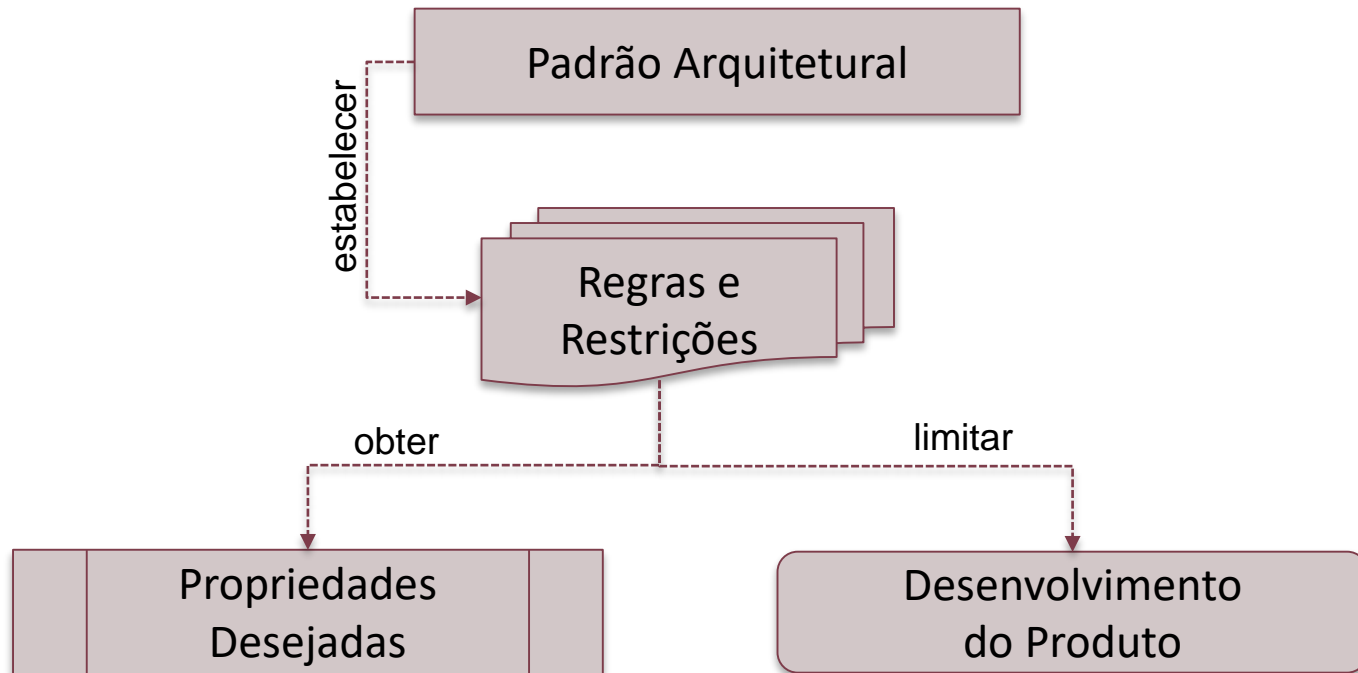 Padrão Arquitetural
estabelecer
Regras e
Restrições
obter
limitar
Propriedades
Desejadas
Desenvolvimento
do Produto